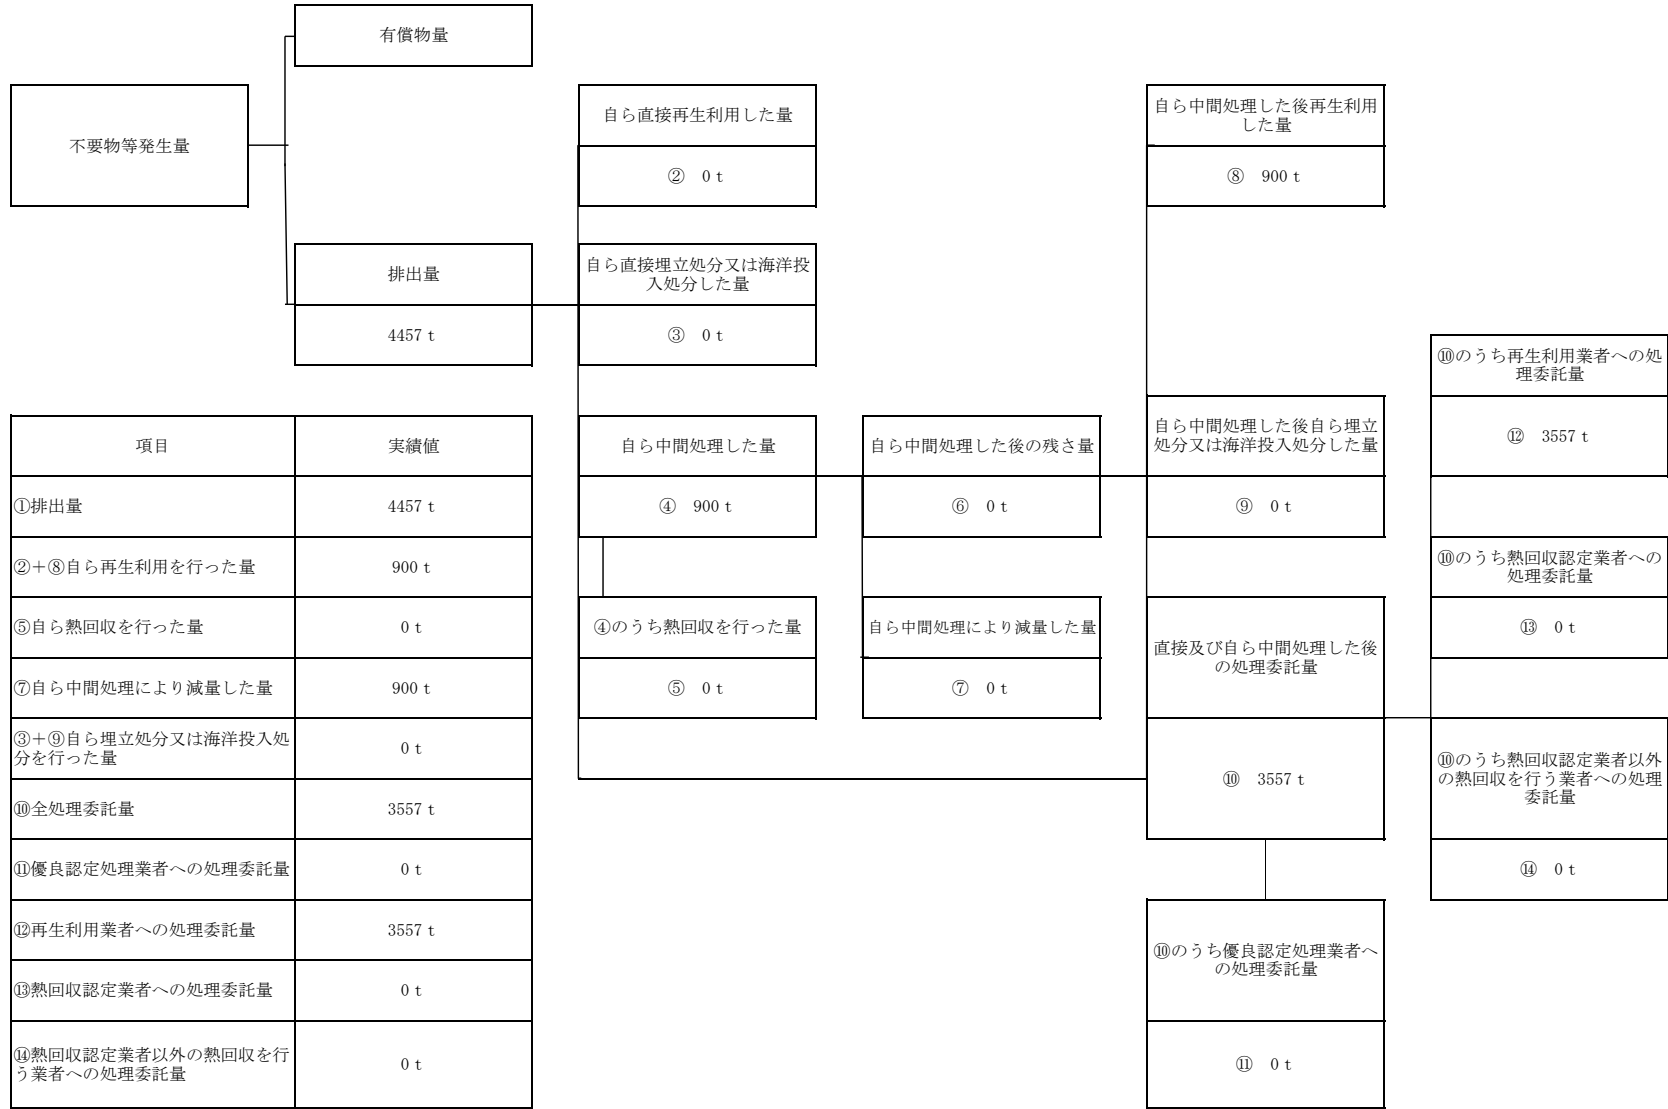 有償物量
不要物等発生量
自ら直接再生利用した量
② 0 t
自ら中間処理した後再生利用
した量
⑧ 900 t
排出量
4457 t
自ら直接埋立処分又は海洋投
入処分した量
③ 0 t
⑩のうち再生利用業者への処
理委託量
⑫ 3557 t
自ら中間処理した量
④ 900 t
自ら中間処理した後の残さ量
⑥ 0 t
自ら中間処理した後自ら埋立
処分又は海洋投入処分した量
⑨ 0 t
⑩のうち熱回収認定業者への
処理委託量
⑬ 0 t
④のうち熱回収を行った量
⑤ 0 t
自ら中間処理により減量した量
⑦ 0 t
直接及び自ら中間処理した後
の処理委託量
⑩ 3557 t
⑩のうち熱回収認定業者以外
の熱回収を行う業者への処理
委託量
⑭ 0 t
⑩のうち優良認定処理業者へ
の処理委託量
⑪ 0 t
項目 実績値
①排出量 4457 t
②＋⑧自ら再生利用を行った量 900 t
⑤自ら熱回収を行った量 0 t
⑦自ら中間処理により減量した量 900 t
③＋⑨自ら埋立処分又は海洋投入処
分を行った量 0 t
⑩全処理委託量 3557 t
⑪優良認定処理業者への処理委託量 0 t
⑫再生利用業者への処理委託量 3557 t
⑬熱回収認定業者への処理委託量 0 t
⑭熱回収認定業者以外の熱回収を行
う業者への処理委託量 0 t